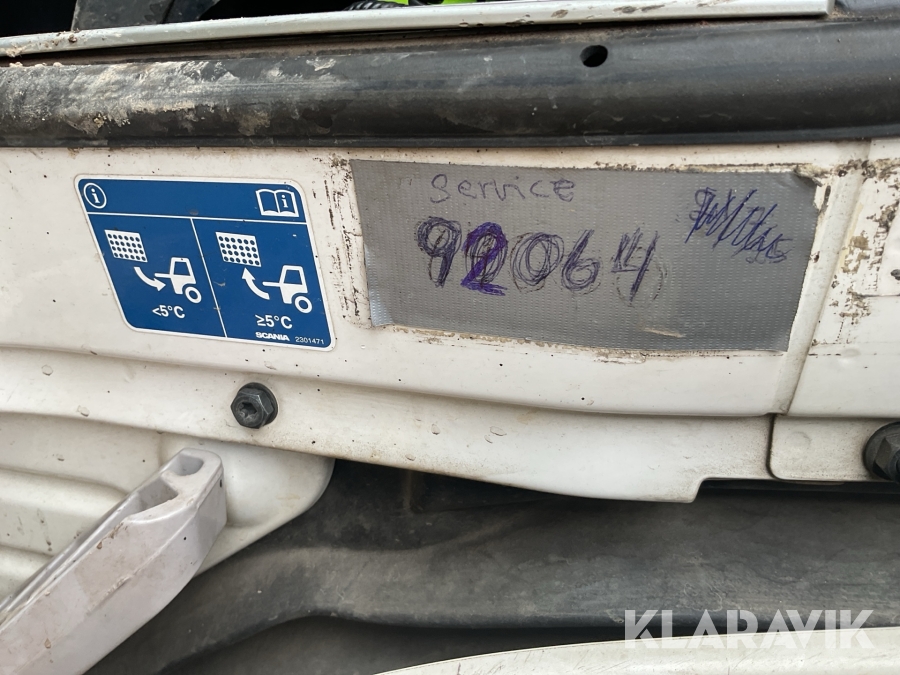 Service
92064
<5°C
≥5°C
SCANIA 2301471
KLARAVIK